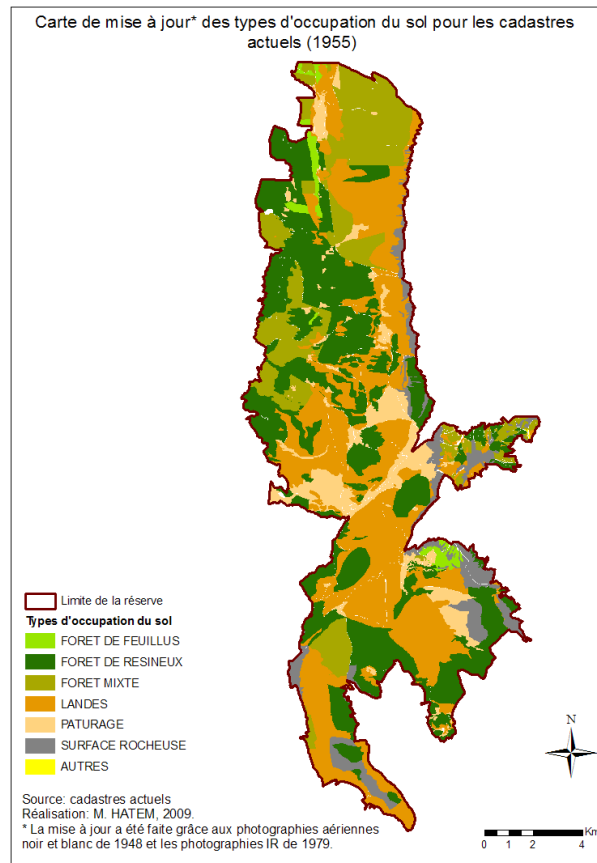 Carte de mise à jour* des types d'occupation du sol pour les cadastres
actuels (1955)
Limite de la réserve
Types d'occupation du sol
FORET DE FEUILLUS
FORET DE RESINEUX
FORET MIXTE
LANDES
PATURAGE
SURFACE ROCHEUSE
AUTRES
Source: cadastres actuels
Réalisation: M. HATEM, 2009.
* La mise à jour a été faite grâce aux photographies aériennes
noir et blanc de 1948 et les photographies IR de 1979.
N
0 1 2 4
Km